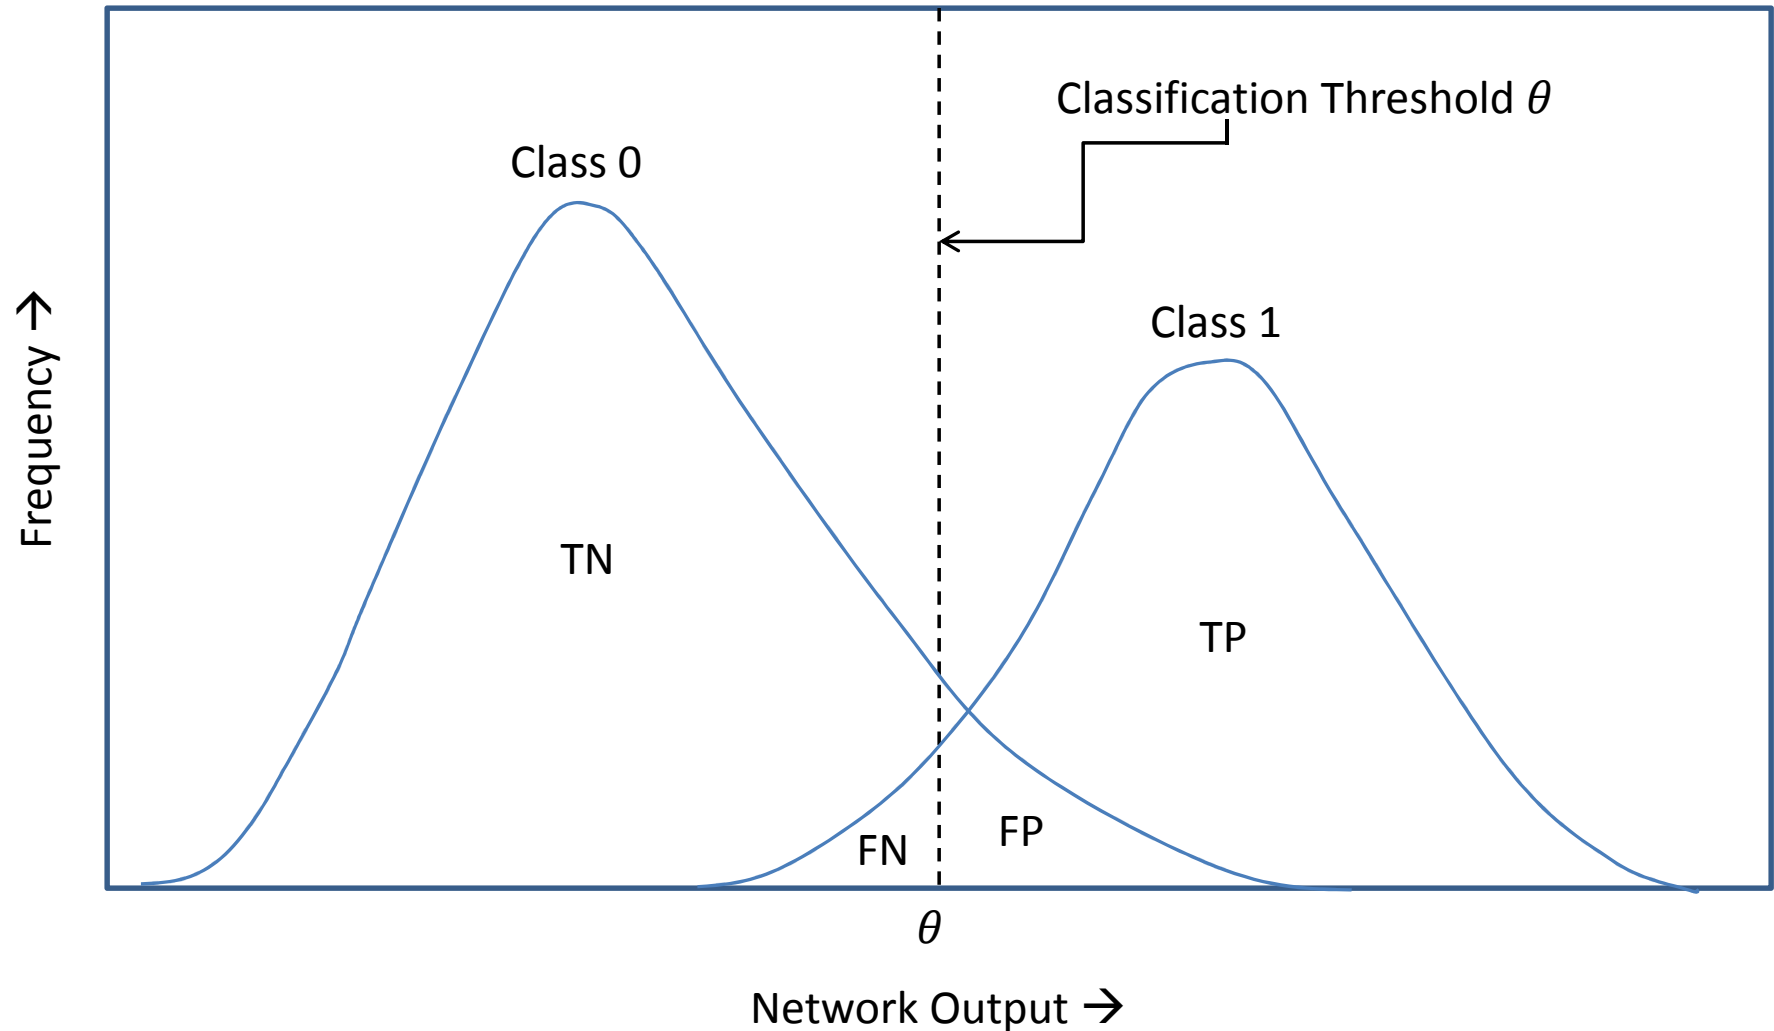 Classification Threshold θ
Class 0
Class 1
Frequency →
TN
TP
FN
FP
θ
Network Output →